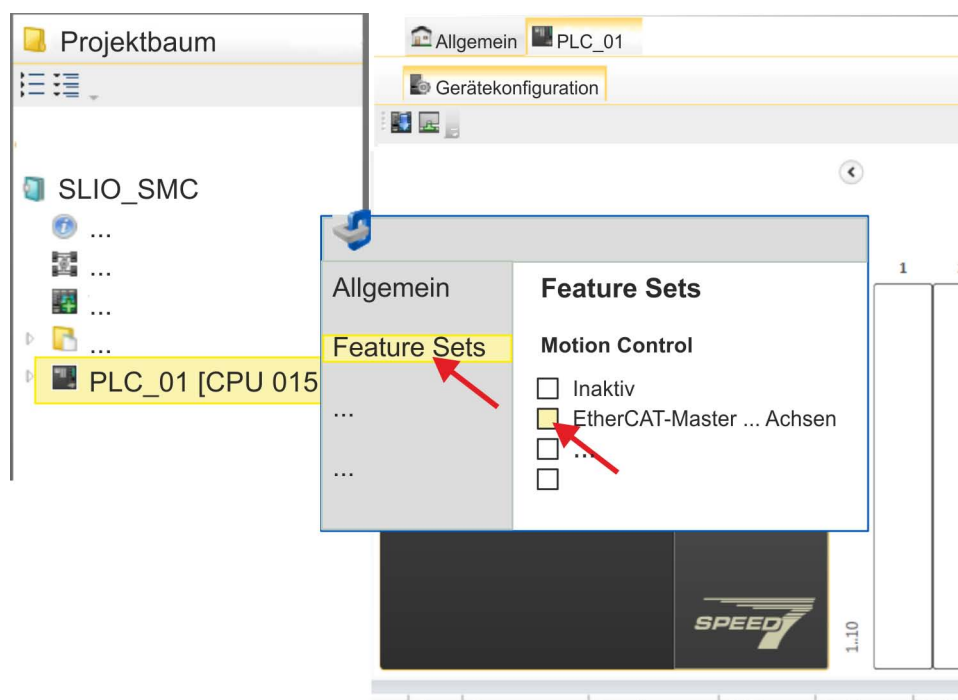 Projektbaum
SLIO_SMC
...
...
...
...
PLC_01 [CPU 015
Allgemein
PLC_01
Gerätekonfiguration
Allgemein
Feature Sets
...
...
Feature Sets
Motion Control
Inaktiv
EtherCAT-Master ... Achsen
...
1
SPEED7
1..10